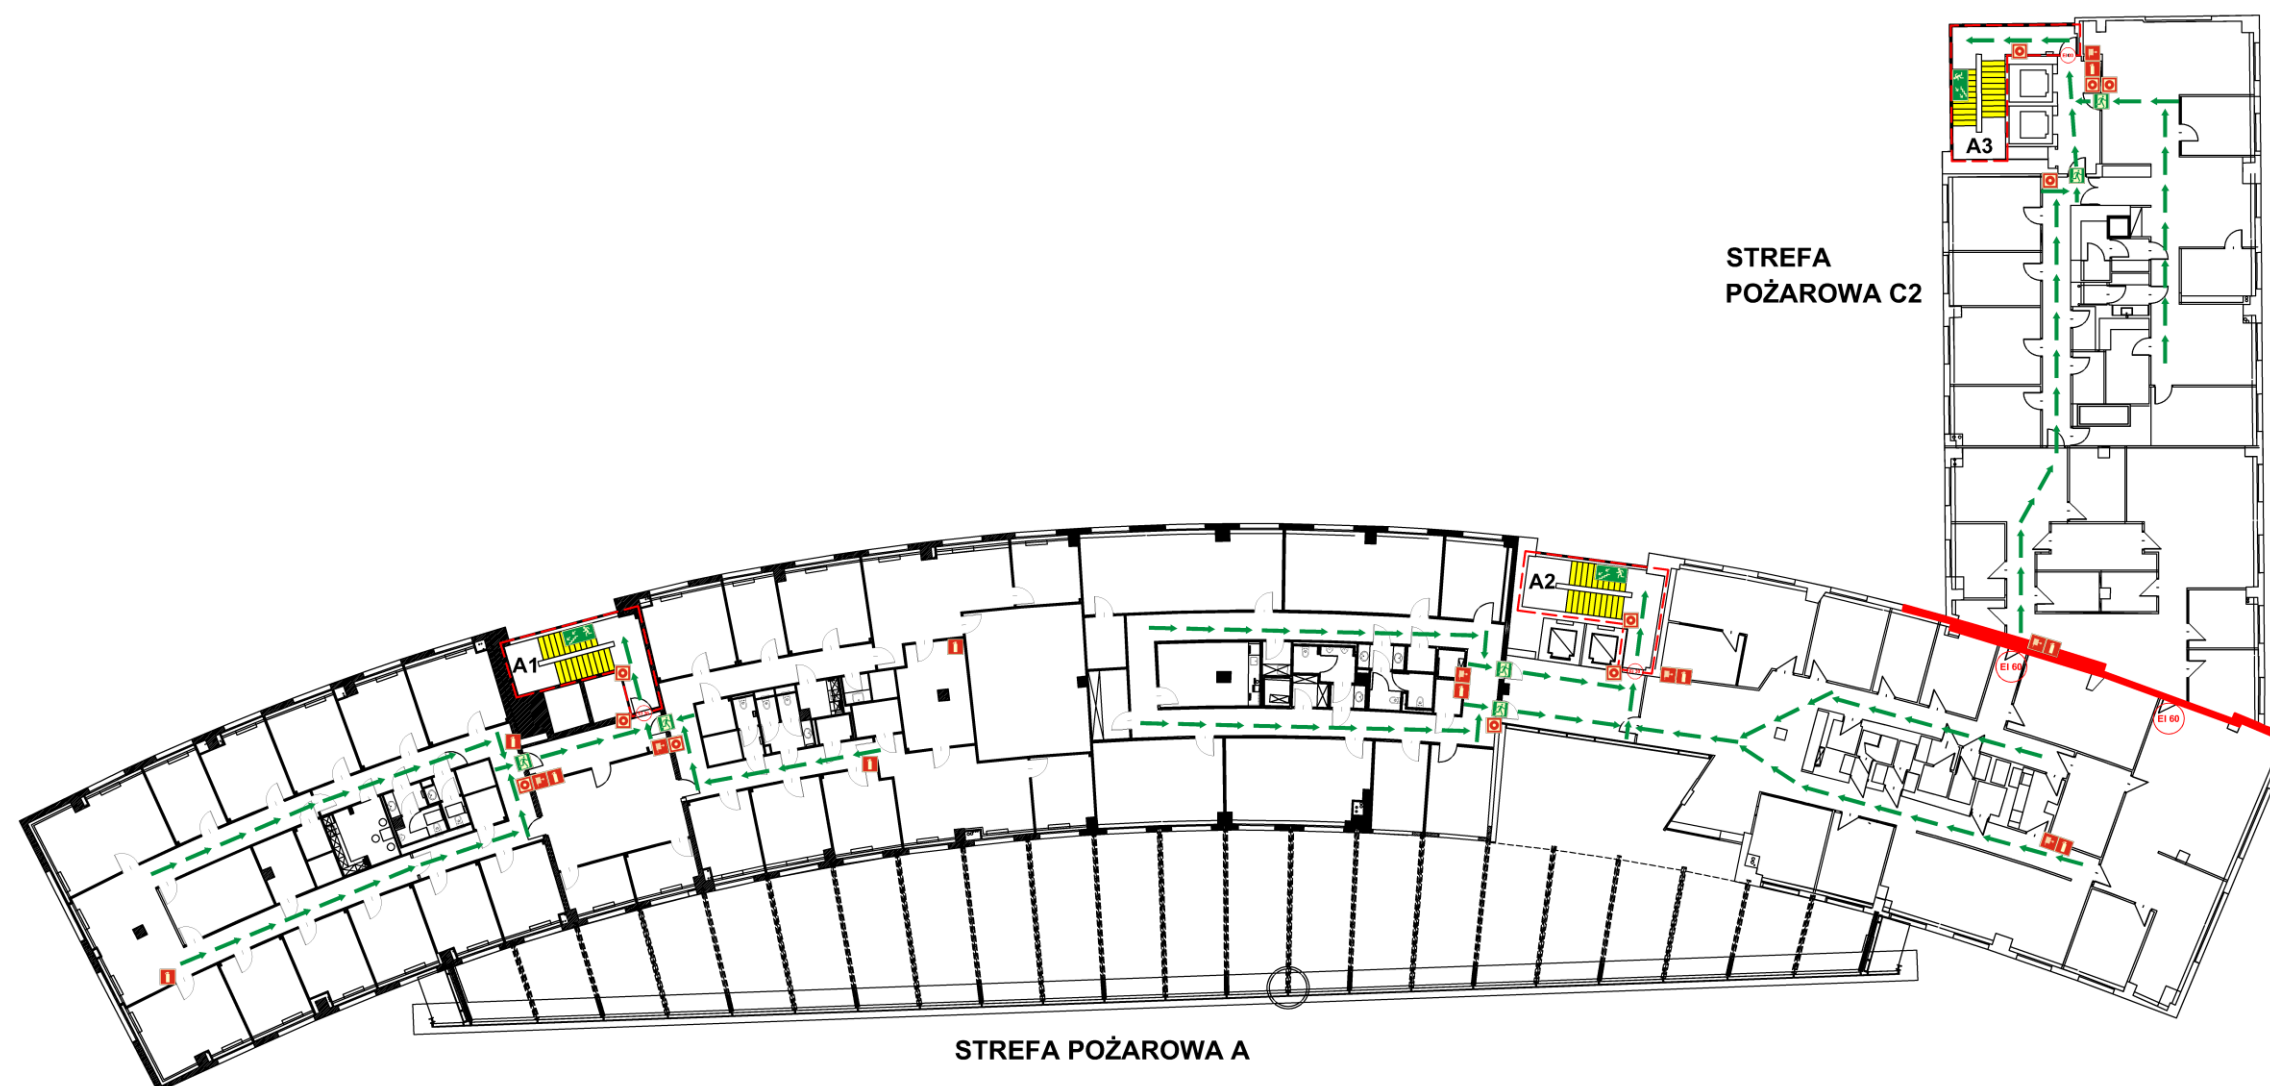 A3
STREFA
POŻAROWA C2
A2
A1
EI 60
EI 60
STREFA POŻAROWA A